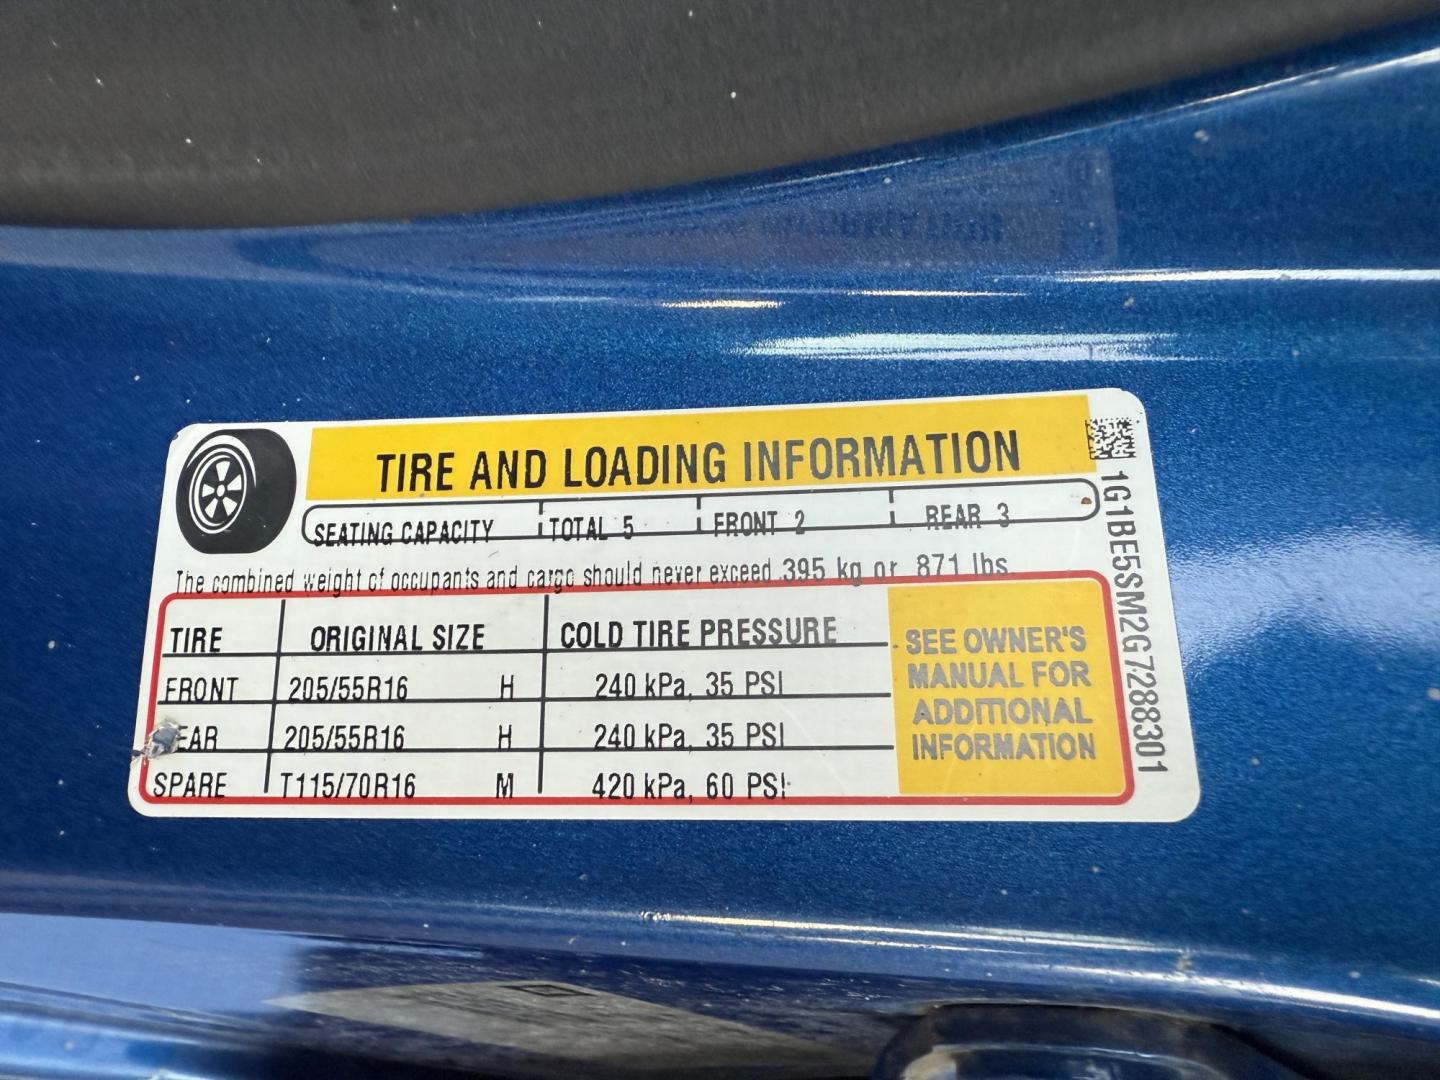 TIRE AND LOADING INFORMATION
SEATING CAPACITY TOTAL 5 FRONT 2 REAR 3
The combined weight of occupants and cargo should never exceed 395 kg or 871 lbs.
TIRE ORIGINAL SIZE COLD TIRE PRESSURE
FRONT 205/55R16 H 240 kPa, 35 PSI
EAR 205/55R16 H 240 kPa, 35 PSI
SPARE T115/70R16 M 420 kPa, 60 PSI
SEE OWNER'S
MANUAL FOR
ADDITIONAL
INFORMATION
1G1BE5SM2G7288301